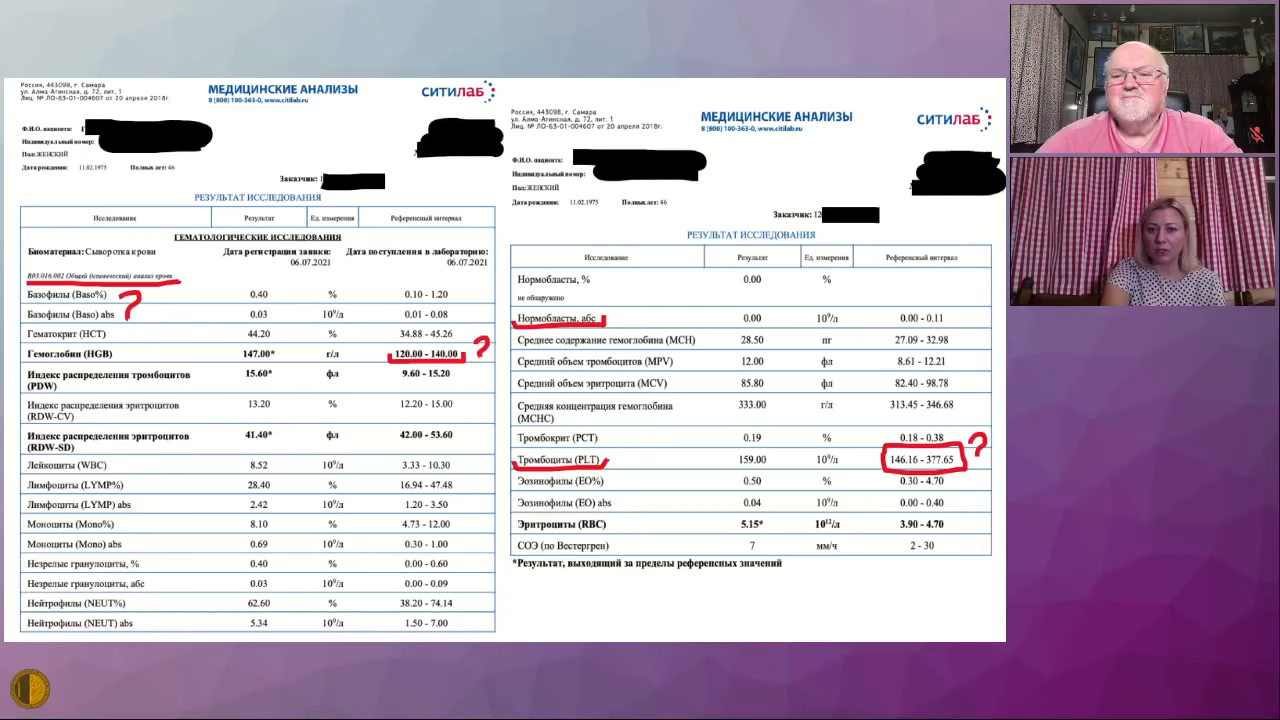 Россия, 443098, г. Самара
ул. Алма-Атинская, д. 72, лит. 1
Лиц. № ЛО-63-01-004607 от 20 апреля 2018г.
МЕДИЦИНСКИЕ АНАЛИЗЫ
8 (800) 100-363-0, www.citilab.ru
СИТИЛАБ
Ф.И.О. пациента:
Индивидуальный номер:
Пол: ЖЕНСКИЙ
Дата рождения: 11.02.1975 Полных лет: 46
Заказчик: 1
РЕЗУЛЬТАТ ИССЛЕДОВАНИЯ
Исследование Результат Ед. измерения Референсный интервал
ГЕМАТОЛОГИЧЕСКИЕ ИССЛЕДОВАНИЯ
Биоматериал: Сыворотка крови Дата регистрации заявки: Дата поступления в лабораторию:
06.07.2021 06.07.2021
B03.016.002 Общий (клинический) анализ крови
Базофилы (Baso%) ? 0.40 % 0.10 - 1.20
Базофилы (Baso) abs 0.03 10⁹/л 0.01 - 0.08
Гематокрит (HCT) 44.20 % 34.88 - 45.26
Гемоглобин (HGB) 147.00* г/л 120.00 - 140.00 ?
Индекс распределения тромбоцитов 15.60* фл 9.60 - 15.20
(PDW)
Индекс распределения эритроцитов 13.20 % 12.20 - 15.00
(RDW-CV)
Индекс распределения эритроцитов 41.40* фл 42.00 - 53.60
(RDW-SD)
Лейкоциты (WBC) 8.52 10⁹/л 3.33 - 10.30
Лимфоциты (LYMP%) 28.40 % 16.94 - 47.48
Лимфоциты (LYMP) abs 2.42 10⁹/л 1.20 - 3.50
Моноциты (Mono%) 8.10 % 4.73 - 12.00
Моноциты (Mono) abs 0.69 10⁹/л 0.30 - 1.00
Незрелые гранулоциты, % 0.40 % 0.00 - 0.60
Незрелые гранулоциты, абс 0.03 10⁹/л 0.00 - 0.09
Нейтрофилы (NEUT%) 62.60 % 38.20 - 74.14
Нейтрофилы (NEUT) abs 5.34 10⁹/л 1.50 - 7.00
Россия, 443098, г. Самара
ул. Алма-Атинская, д. 72, лит. 1
Лиц. № ЛО-63-01-004607 от 20 апреля 2018г.
МЕДИЦИНСКИЕ АНАЛИЗЫ
8 (800) 100-363-0, www.citilab.ru
СИТИЛАБ
Ф.И.О. пациента:
Индивидуальный номер:
Пол: ЖЕНСКИЙ
Дата рождения: 11.02.1975 Полных лет: 46
Заказчик: 12
РЕЗУЛЬТАТ ИССЛЕДОВАНИЯ
Исследование Результат Ед. измерения Референсный интервал
Нормобласты, % 0.00 %
не обнаружено
Нормобласты, абс 0.00 10⁹/л 0.00 - 0.11
Среднее содержание гемоглобина (MCH) 28.50 пг 27.09 - 32.98
Средний объем тромбоцитов (MPV) 12.00 фл 8.61 - 12.21
Средний объем эритроцита (MCV) 85.80 фл 82.40 - 98.78
Средняя концентрация гемоглобина 333.00 г/л 313.45 - 346.68
(MCHC)
Тромбокрит (PCT) 0.19 % 0.18 - 0.38
Тромбоциты (PLT) 159.00 10⁹/л 146.16 - 377.65 ?
Эозинофилы (EO%) 0.50 % 0.30 - 4.70
Эозинофилы (EO) abs 0.04 10⁹/л 0.00 - 0.40
Эритроциты (RBC) 5.15* 10¹²/л 3.90 - 4.70
СОЭ (по Вестергрен) 7 мм/ч 2 - 30
*Результат, выходящий за пределы референсных значений